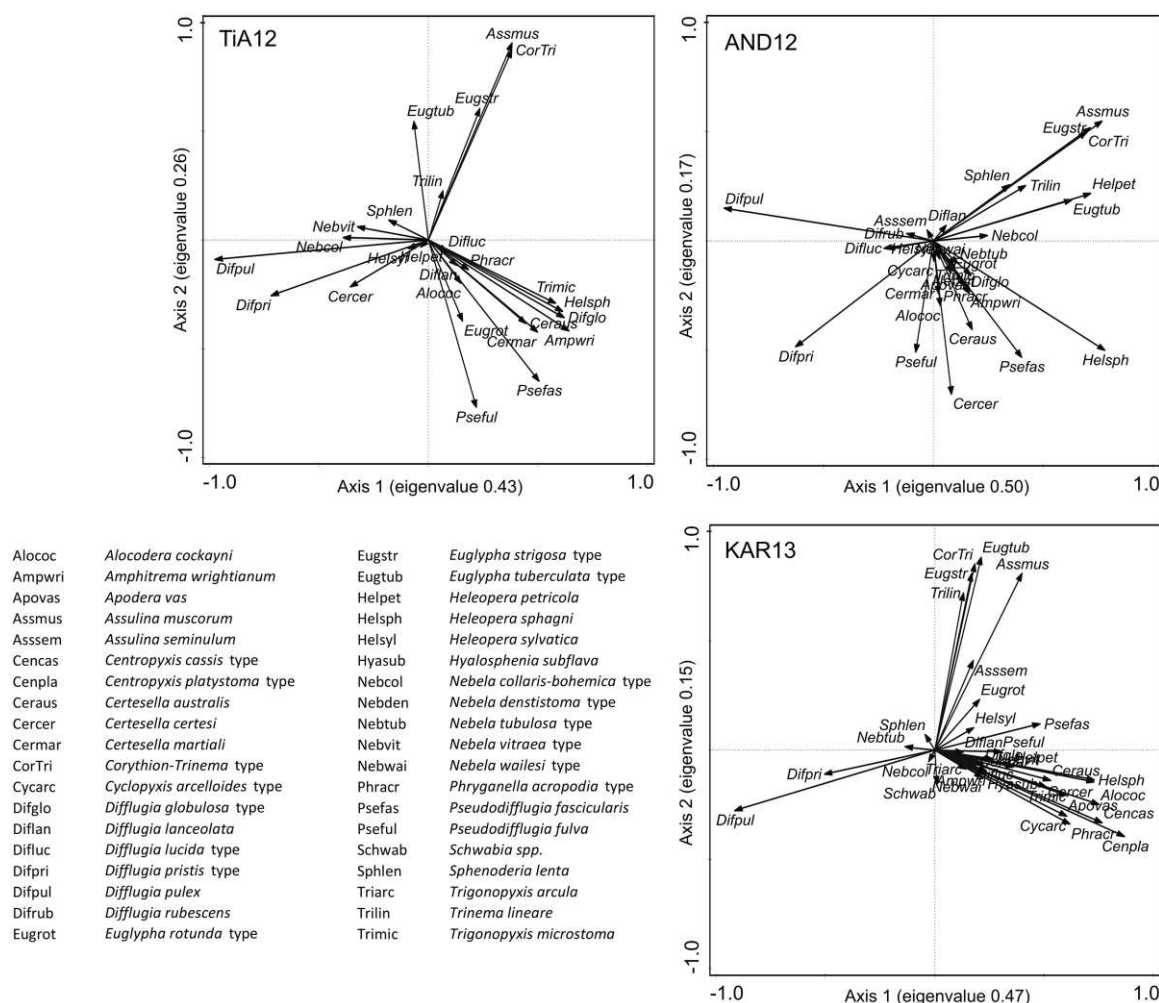 TiA12
1.0
Axis 2 (eigenvalue 0.26)
-1.0
-1.0
Axis 1 (eigenvalue 0.43)
1.0
Assmus
CorTri
Eugstr
Eugtub
Trilin
Sphlen
Nebvit
Nebcol
Difpul
Difpri
Cercer
Helsyl
Helpet
Difluc
Phracr
Diflan
Alococ
Trimic
Helsph
Difglo
Ceraus
Ampwri
Cermar
Eugrot
Psefas
Pseful
AND12
1.0
Axis 2 (eigenvalue 0.17)
-1.0
-1.0
Axis 1 (eigenvalue 0.50)
1.0
Assmus
Eugstr
CorTri
Sphlen
Trilin
Helpet
Eugtub
Difpul
Asssem
Diflan
Difrub
Nebcol
Difluc
Helsyl
Nebwai
Nebtub
Eugrot
Cycarc
Difglo
Apovas
Cermar
Phracr
Ampwri
Alococ
Ceraus
Difpri
Pseful
Psefas
Helsph
Cercer
KAR13
1.0
Axis 2 (eigenvalue 0.15)
-1.0
-1.0
Axis 1 (eigenvalue 0.47)
1.0
CorTri
Eugtub
Assmus
Eugstr
Trilin
Asssem
Eugrot
Helsyl
Psefas
Sphlen
Nebtub
Diflan
Pseful
Helpet
Difpri
Nebcol
Triarc
Ceraus
Helsph
Ampwri
Schwab
Nebwai
Hyasub
Cercer
Alococ
Trimic
Apovas
Cencas
Difpul
Cycarc
Phracr
Cenpla
Alococ Alocodera cockayni
Ampwri Amphitrema wrightianum
Apovas Apodera vas
Assmus Assulina muscorum
Asssem Assulina seminulum
Cencas Centropyxis cassis type
Cenpla Centropyxis platystoma type
Ceraus Certesella australis
Cercer Certesella certesi
Cermar Certesella martiali
CorTri Corythion-Trinema type
Cycarc Cyclopyxis arcelloides type
Difglo Difflugia globulosa type
Diflan Difflugia lanceolata
Difluc Difflugia lucida type
Difpri Difflugia pristis type
Difpul Difflugia pulex
Difrub Difflugia rubescens
Eugrot Euglypha rotunda type
Eugstr Euglypha strigosa type
Eugtub Euglypha tuberculata type
Helpet Heleopera petricola
Helsph Heleopera sphagni
Helsyl Heleopera sylvatica
Hyasub Hyalosphenia subflava
Nebcol Nebela collaris-bohemica type
Nebden Nebela denstistoma type
Nebtub Nebela tubulosa type
Nebvit Nebela vitraea type
Nebwai Nebela wailesi type
Phracr Phryganella acropodia type
Psefas Pseudodifflugia fascicularis
Pseful Pseudodifflugia fulva
Schwab Schwabia spp.
Sphlen Sphenoderia lenta
Triarc Trigonopyxis arcula
Trilin Trinema lineare
Trimic Trigonopyxis microstoma